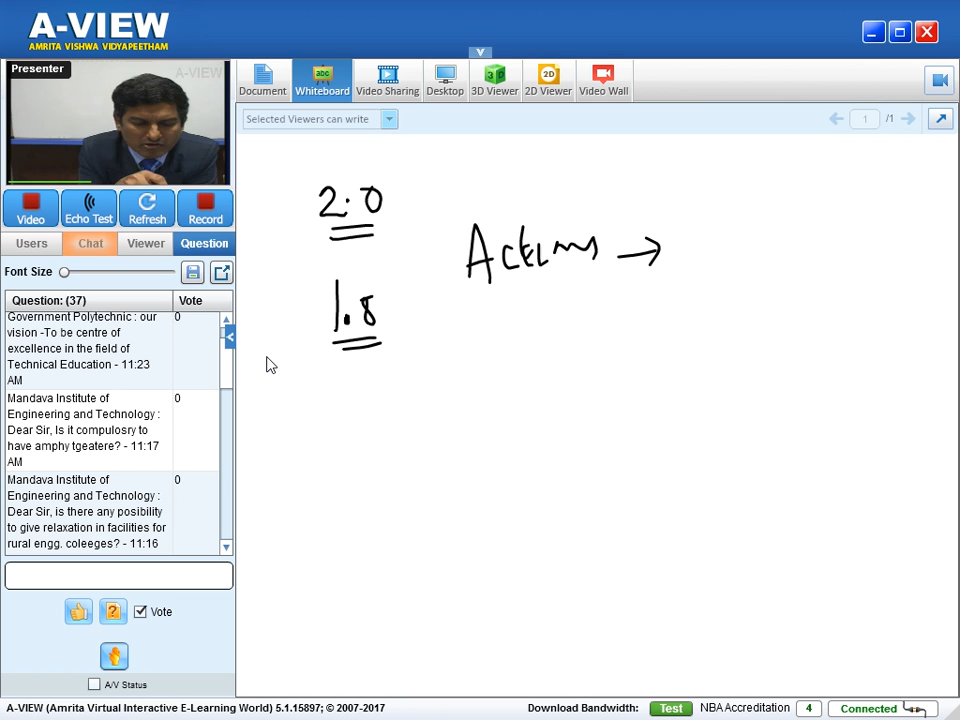 A-VIEW
AMRITA VISHWA VIDYAPEETHAM
Presenter
A-VIEW
Document
Whiteboard
Video Sharing
Desktop
3D Viewer
2D Viewer
Video Wall
Selected Viewers can write
1 /1
Video
Echo Test
Refresh
Record
Users
Chat
Viewer
Question
Font Size
Question: (37) Vote
Government Polytechnic : our 0
vision -To be centre of
excellence in the field of
Technical Education - 11:23
AM
Mandava Institute of 0
Engineering and Technology :
Dear Sir, Is it compulosry to
have amphy tgeatere? - 11:17
AM
Mandava Institute of 0
Engineering and Technology :
Dear Sir, is there any posibility
to give relaxation in facilities for
rural engg. coleeges? - 11:16
Vote
A/V Status
2.0
1.8
Actions →
A-VIEW (Amrita Virtual Interactive E-Learning World) 5.1.15897; © 2007-2017
Download Bandwidth: Test NBA Accreditation 4 Connected